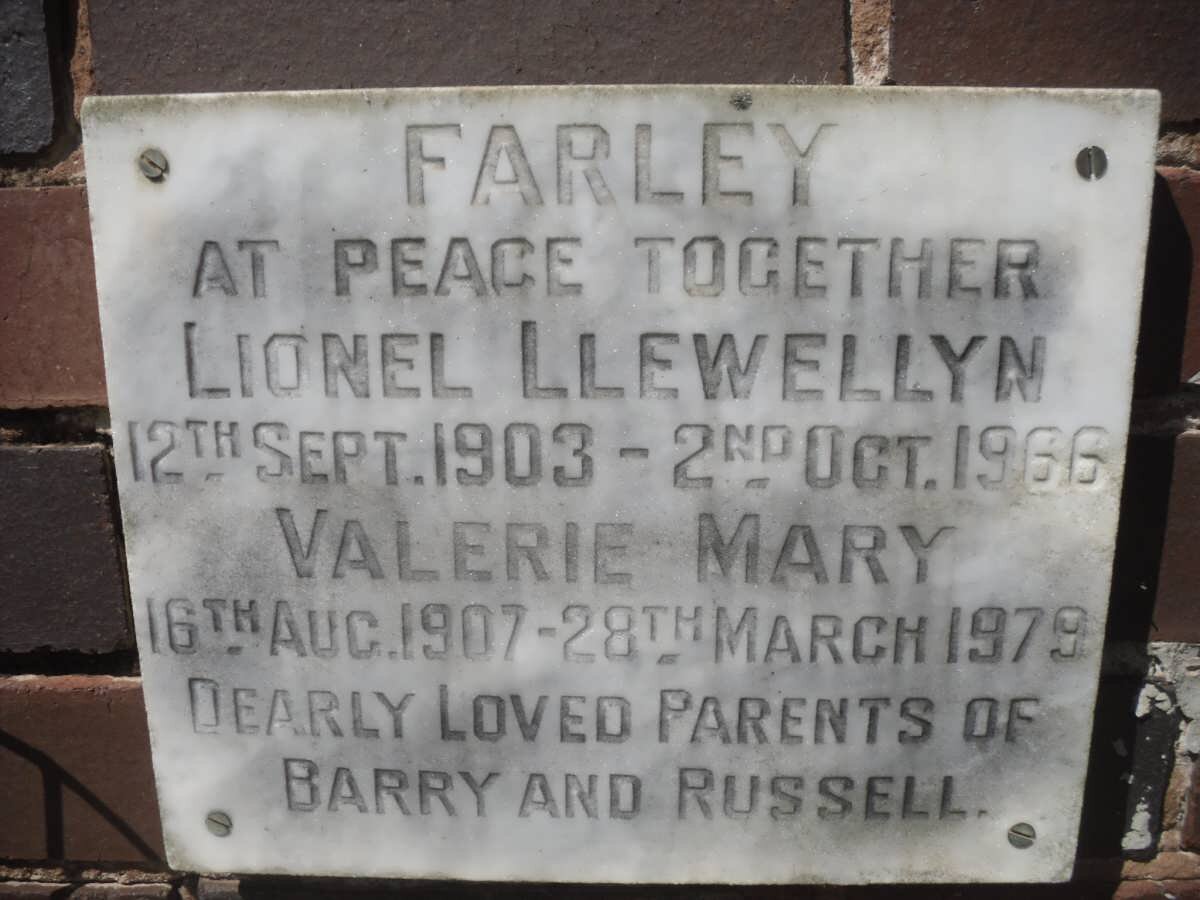 FARLEY
AT PEACE TOGETHER
LIONEL LLEWELLYN
12TH SEPT. 1903 - 2ND OCT. 1966
VALERIE MARY
16TH AUG. 1907 - 28TH MARCH 1979
DEARLY LOVED PARENTS OF
BARRY AND RUSSELL.